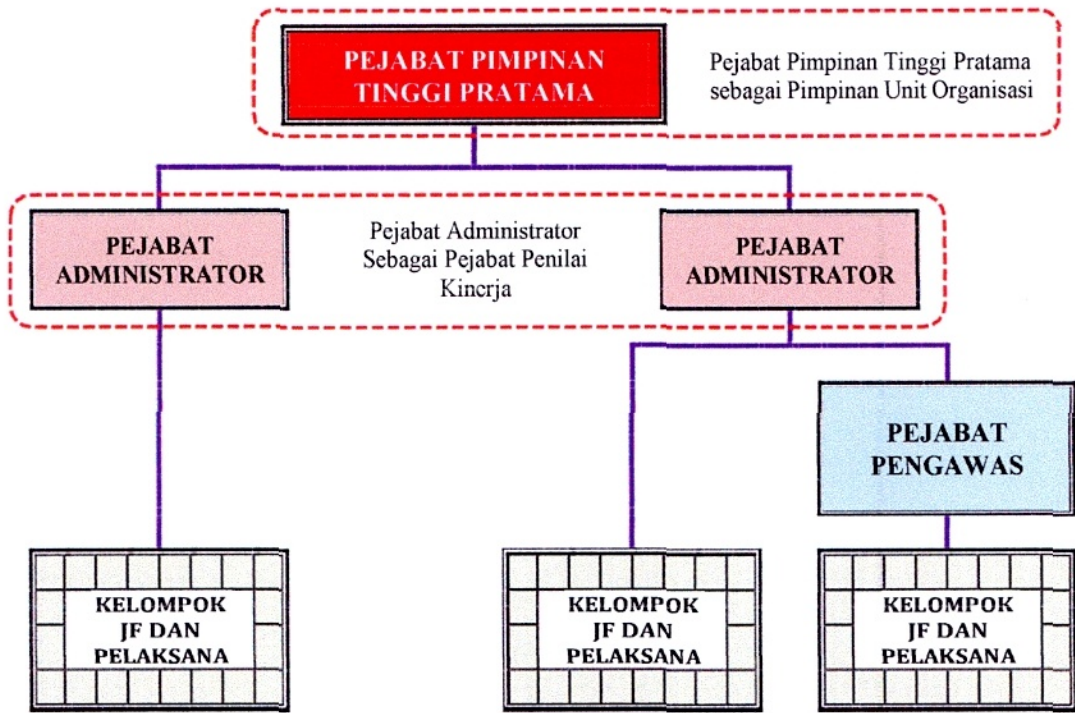 PEJABAT PIMPINAN
TINGGI PRATAMA
Pejabat Pimpinan Tinggi Pratama
sebagai Pimpinan Unit Organisasi
PEJABAT
ADMINISTRATOR
Pejabat Administrator
Sebagai Pejabat Penilai
Kinerja
PEJABAT
ADMINISTRATOR
PEJABAT
PENGAWAS
KELOMPOK
JF DAN
PELAKSANA
KELOMPOK
JF DAN
PELAKSANA
KELOMPOK
JF DAN
PELAKSANA